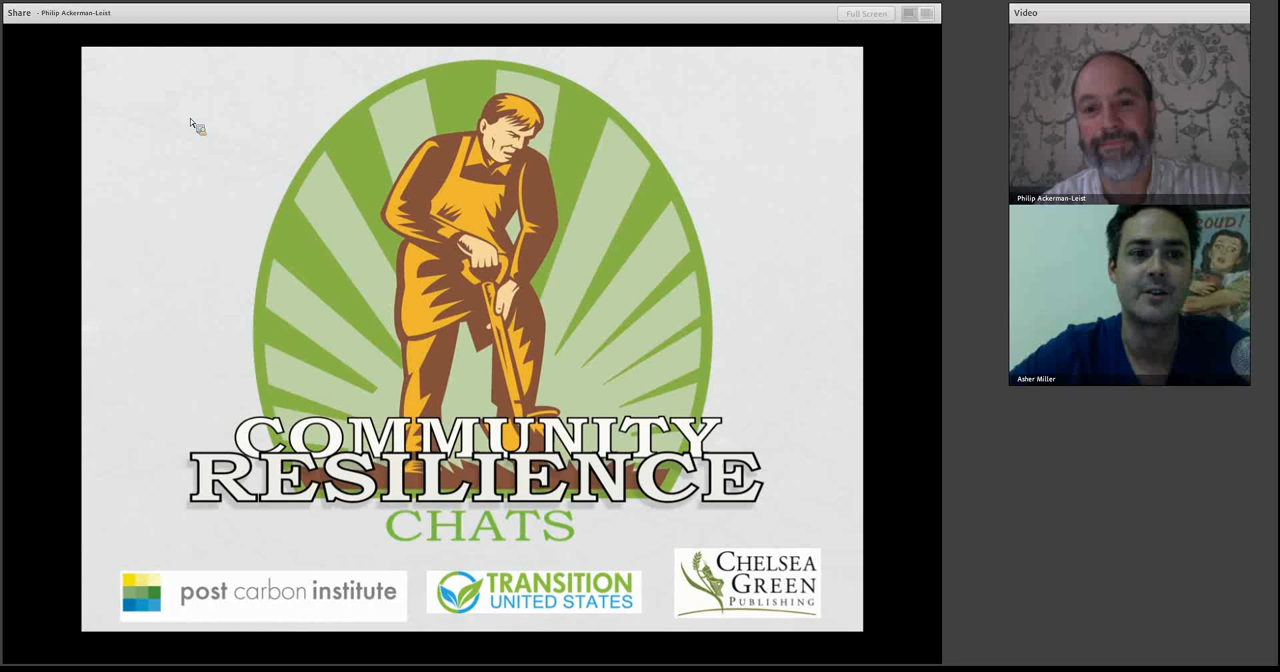 Share - Philip Ackerman-Leist
Full Screen
Video
COMMUNITY
RESILIENCE
CHATS
post carbon institute
TRANSITION
UNITED STATES
CHELSEA
GREEN
PUBLISHING
Philip Ackerman-Leist
OUD!
Asher Miller